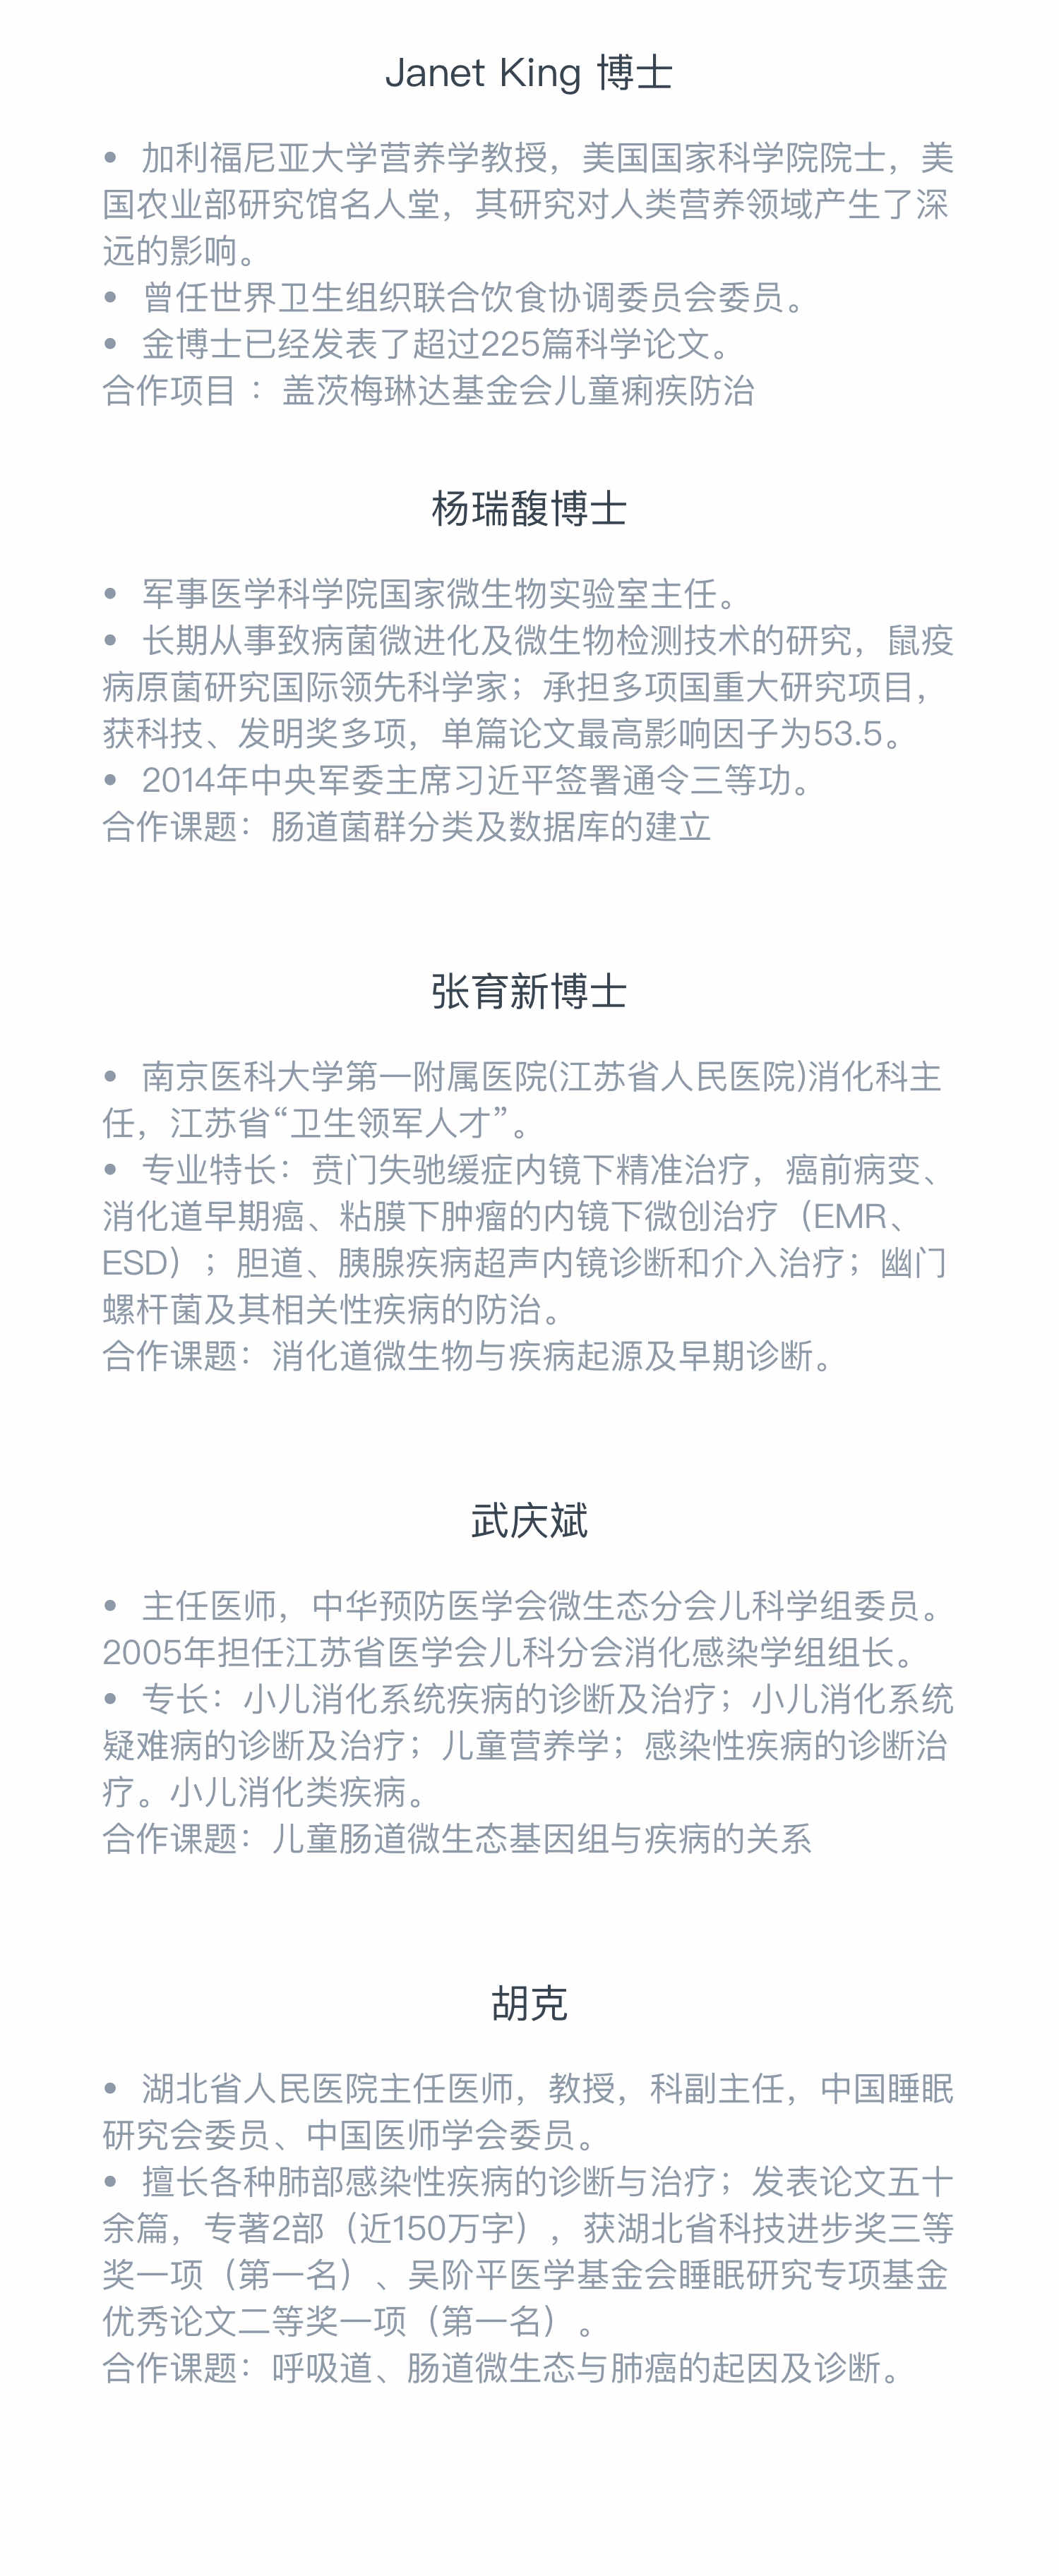 Janet King 博士
• 加利福尼亚大学营养学教授，美国国家科学院院士，美
国农业部研究馆名人堂，其研究对人类营养领域产生了深
远的影响。
• 曾任世界卫生组织联合饮食协调委员会委员。
• 金博士已经发表了超过225篇科学论文。
合作项目 ：盖茨梅琳达基金会儿童痢疾防治
杨瑞馥博士
• 军事医学科学院国家微生物实验室主任。
• 长期从事致病菌微进化及微生物检测技术的研究，鼠疫
病原菌研究国际领先科学家；承担多项国重大研究项目，
获科技、发明奖多项，单篇论文最高影响因子为53.5。
• 2014年中央军委主席习近平签署通令三等功。
合作课题：肠道菌群分类及数据库的建立
张育新博士
• 南京医科大学第一附属医院(江苏省人民医院)消化科主
任，江苏省“卫生领军人才”。
• 专业特长：贲门失驰缓症内镜下精准治疗，癌前病变、
消化道早期癌、粘膜下肿瘤的内镜下微创治疗（EMR、
ESD）；胆道、胰腺疾病超声内镜诊断和介入治疗；幽门
螺杆菌及其相关性疾病的防治。
合作课题：消化道微生物与疾病起源及早期诊断。
武庆斌
• 主任医师，中华预防医学会微生态分会儿科学组委员。
2005年担任江苏省医学会儿科分会消化感染学组组长。
• 专长：小儿消化系统疾病的诊断及治疗；小儿消化系统
疑难病的诊断及治疗；儿童营养学；感染性疾病的诊断治
疗。小儿消化类疾病。
合作课题：儿童肠道微生态基因组与疾病的关系
胡克
• 湖北省人民医院主任医师，教授，科副主任，中国睡眠
研究会委员、中国医师学会委员。
• 擅长各种肺部感染性疾病的诊断与治疗；发表论文五十
余篇，专著2部（近150万字），获湖北省科技进步奖三等
奖一项（第一名）、吴阶平医学基金会睡眠研究专项基金
优秀论文二等奖一项（第一名）。
合作课题：呼吸道、肠道微生态与肺癌的起因及诊断。